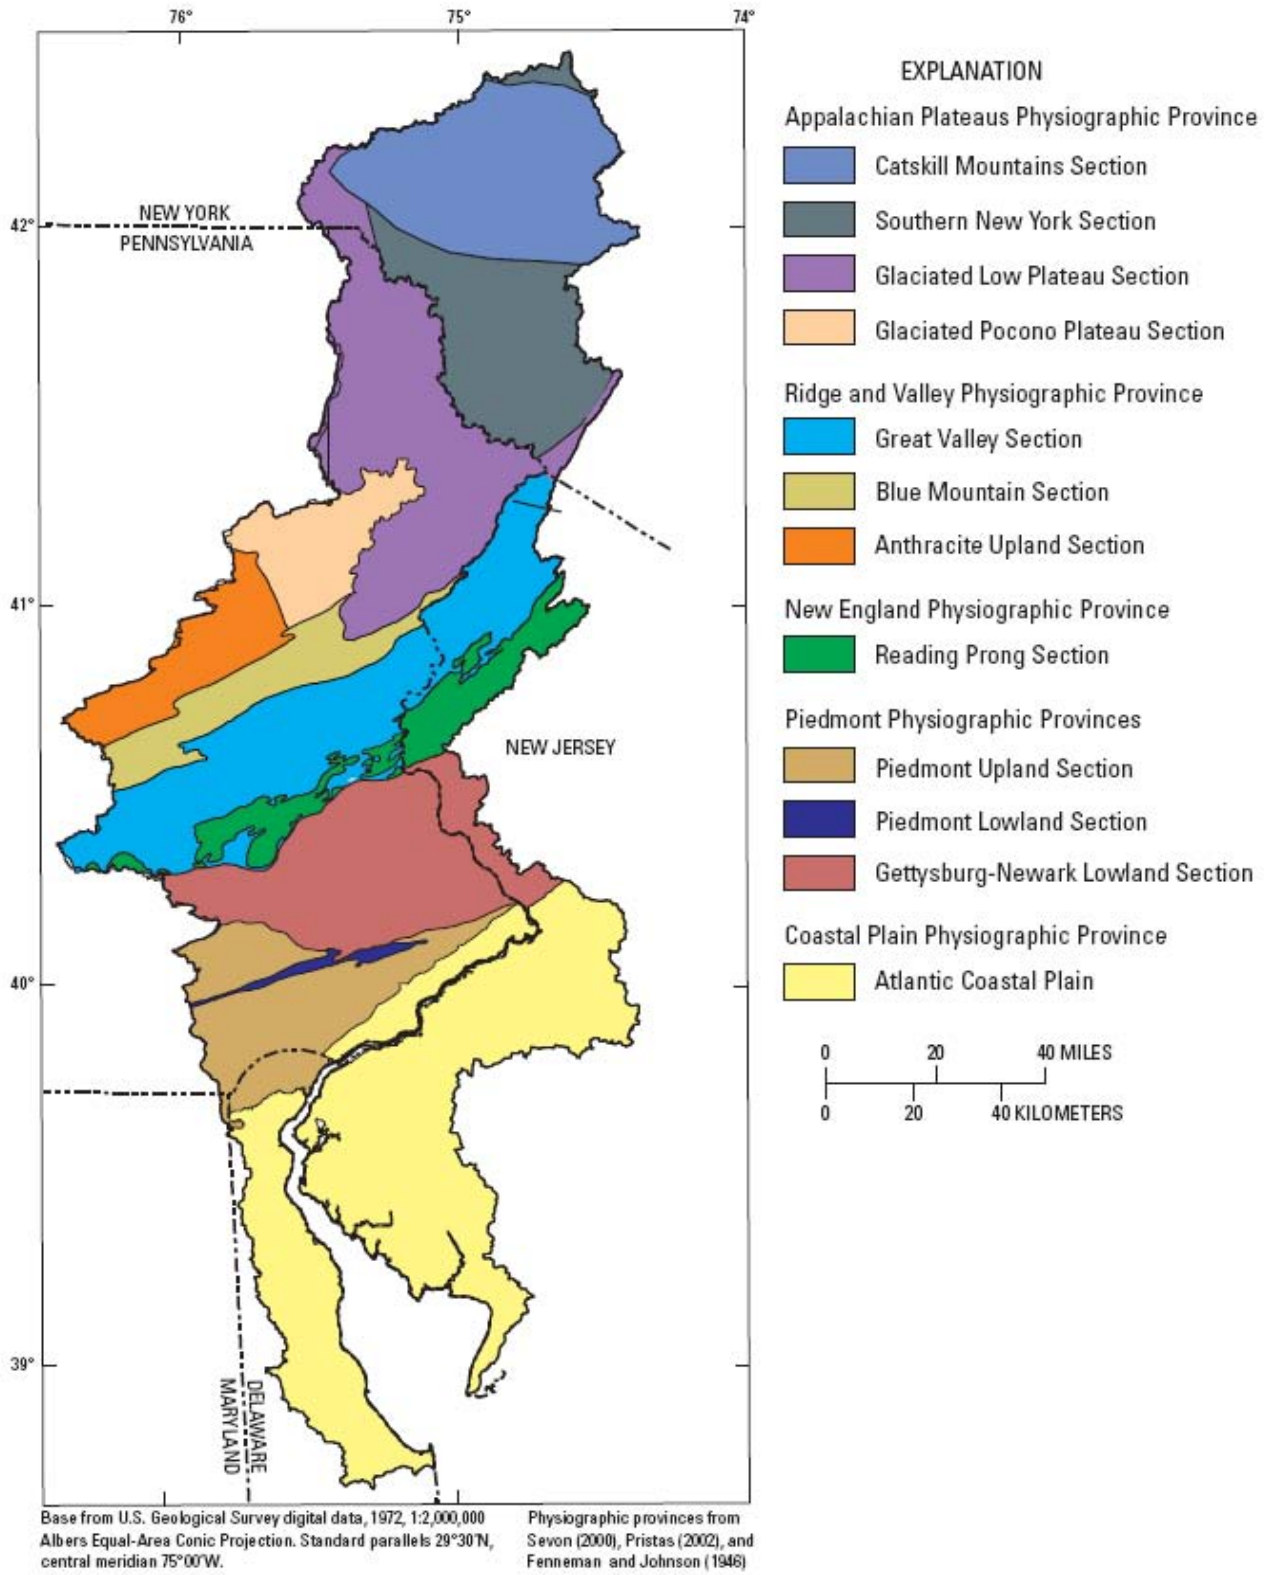 76°
75°
74°
NEW YORK
42°
PENNSYLVANIA
41°
NEW JERSEY
40°
39°
DELAWARE
MARYLAND
EXPLANATION
Appalachian Plateaus Physiographic Province
Catskill Mountains Section
Southern New York Section
Glaciated Low Plateau Section
Glaciated Pocono Plateau Section
Ridge and Valley Physiographic Province
Great Valley Section
Blue Mountain Section
Anthracite Upland Section
New England Physiographic Province
Reading Prong Section
Piedmont Physiographic Provinces
Piedmont Upland Section
Piedmont Lowland Section
Gettysburg-Newark Lowland Section
Coastal Plain Physiographic Province
Atlantic Coastal Plain
0 20 40 MILES
0 20 40 KILOMETERS
Base from U.S. Geological Survey digital data, 1972, 1:2,000,000
Albers Equal-Area Conic Projection. Standard parallels 29°30'N,
central meridian 75°00'W.
Physiographic provinces from
Sevon (2000), Pristas (2002), and
Fenneman and Johnson (1946)